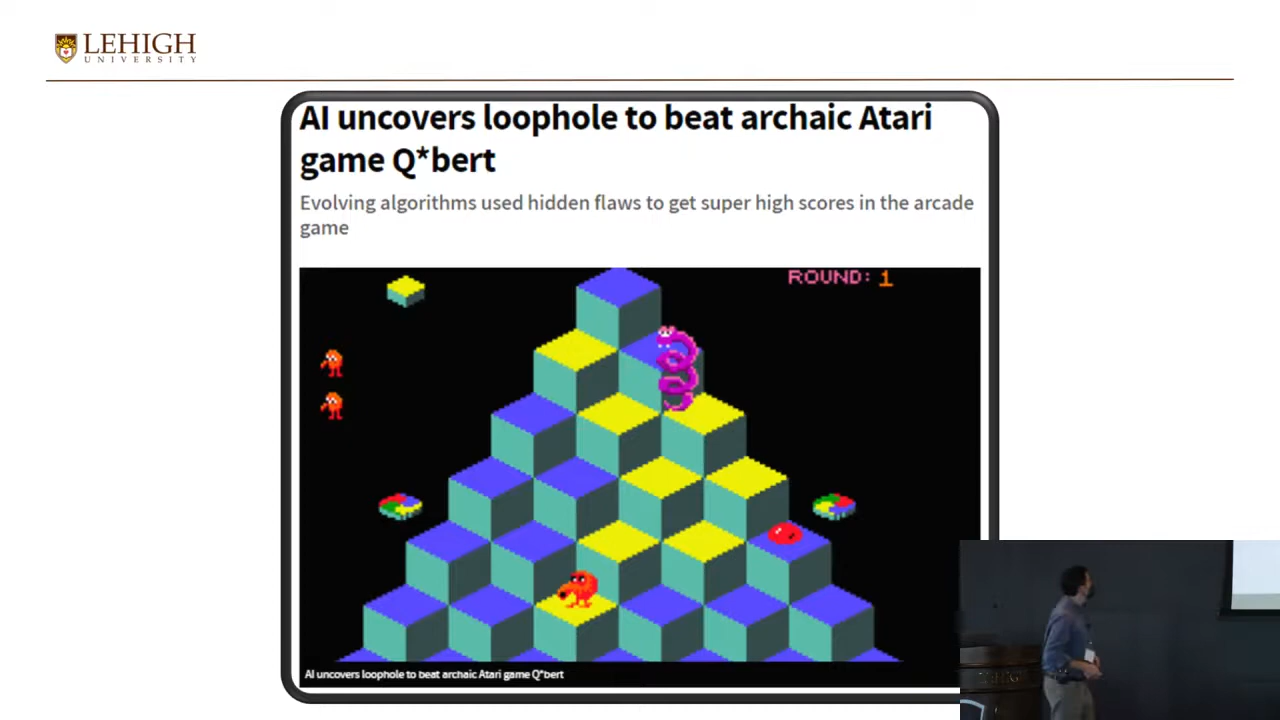 LEHIGH
UNIVERSITY
AI uncovers loophole to beat archaic Atari
game Q*bert
Evolving algorithms used hidden flaws to get super high scores in the arcade
game
ROUND: 1
AI uncovers loophole to beat archaic Atari game Q*bert
LEHIGH